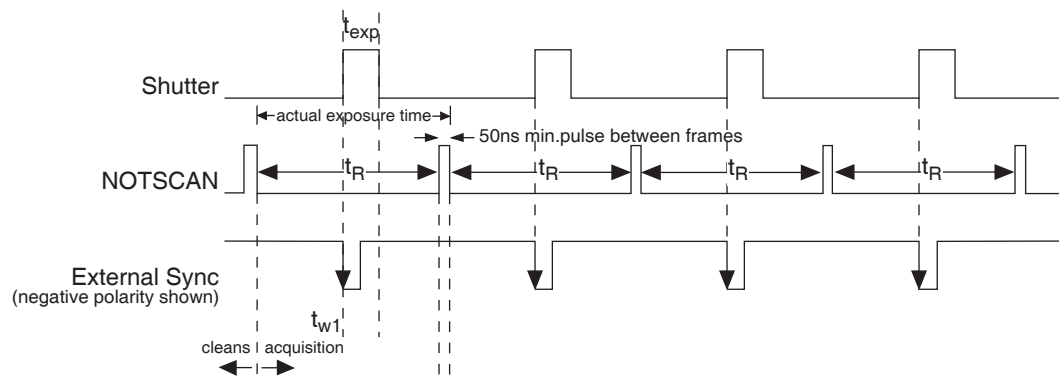 t_exp
Shutter
actual exposure time
50ns min.pulse between frames
NOTSCAN
t_R
t_R
t_R
t_R
External Sync
(negative polarity shown)
t_w1
cleans
acquisition